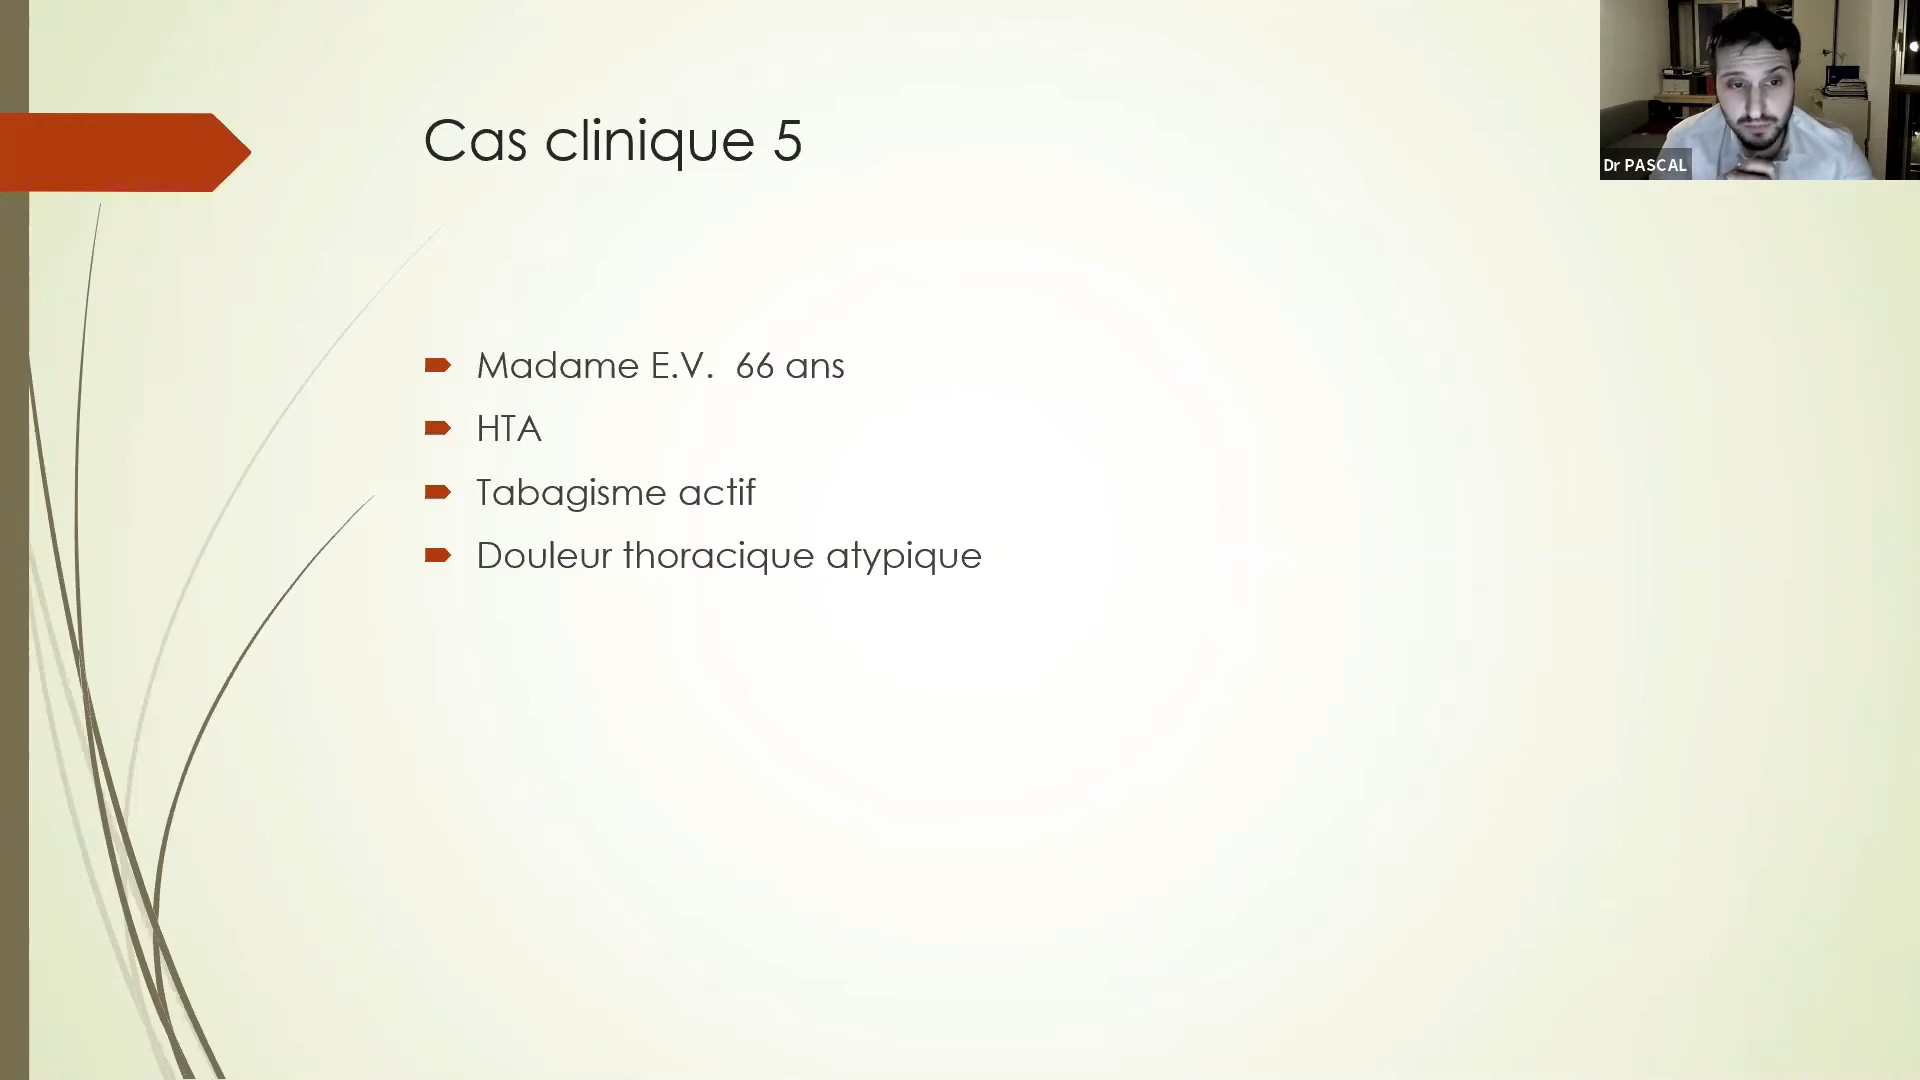 Cas clinique 5
Dr PASCAL
Madame E.V. 66 ans
HTA
Tabagisme actif
Douleur thoracique atypique